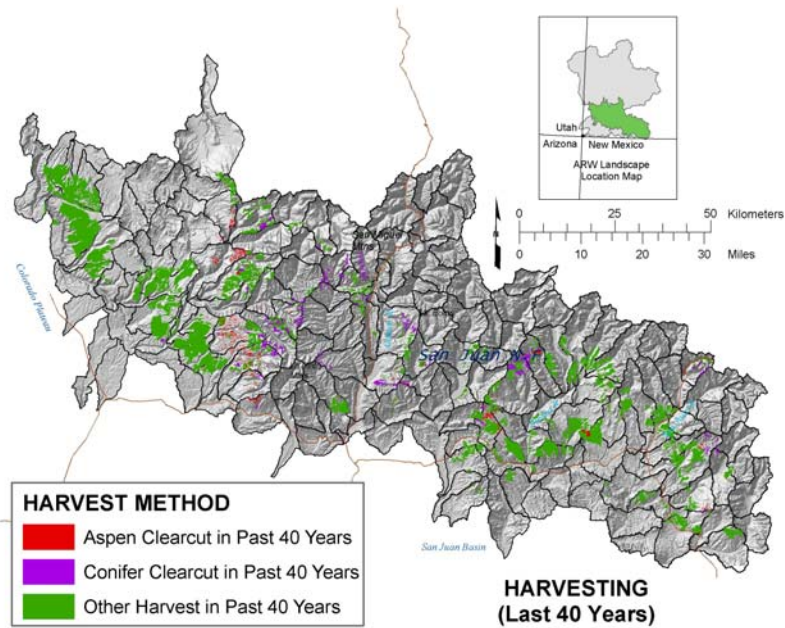 Utah
Arizona New Mexico
ARW Landscape
Location Map
0 25 50 Kilometers
0 10 20 30 Miles
Colorado Plateau
San Juan
San Juan Basin
HARVEST METHOD
Aspen Clearcut in Past 40 Years
Conifer Clearcut in Past 40 Years
Other Harvest in Past 40 Years
HARVESTING
(Last 40 Years)